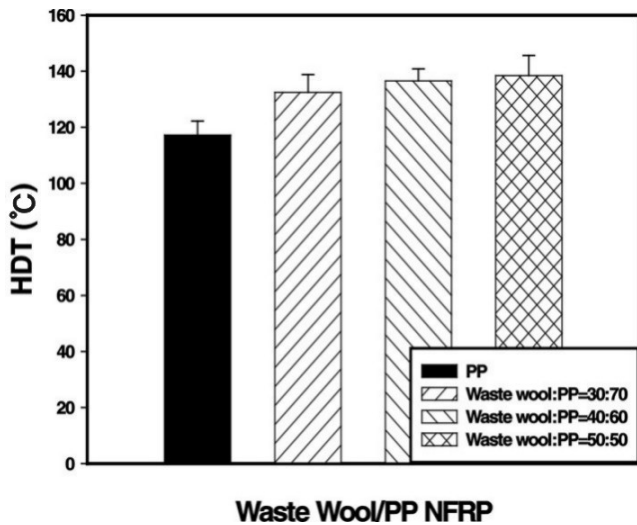 160
140
120
100
80
60
40
20
0
HDT (°C)
PP
Waste wool:PP=30:70
Waste wool:PP=40:60
Waste wool:PP=50:50
Waste Wool/PP NFRP